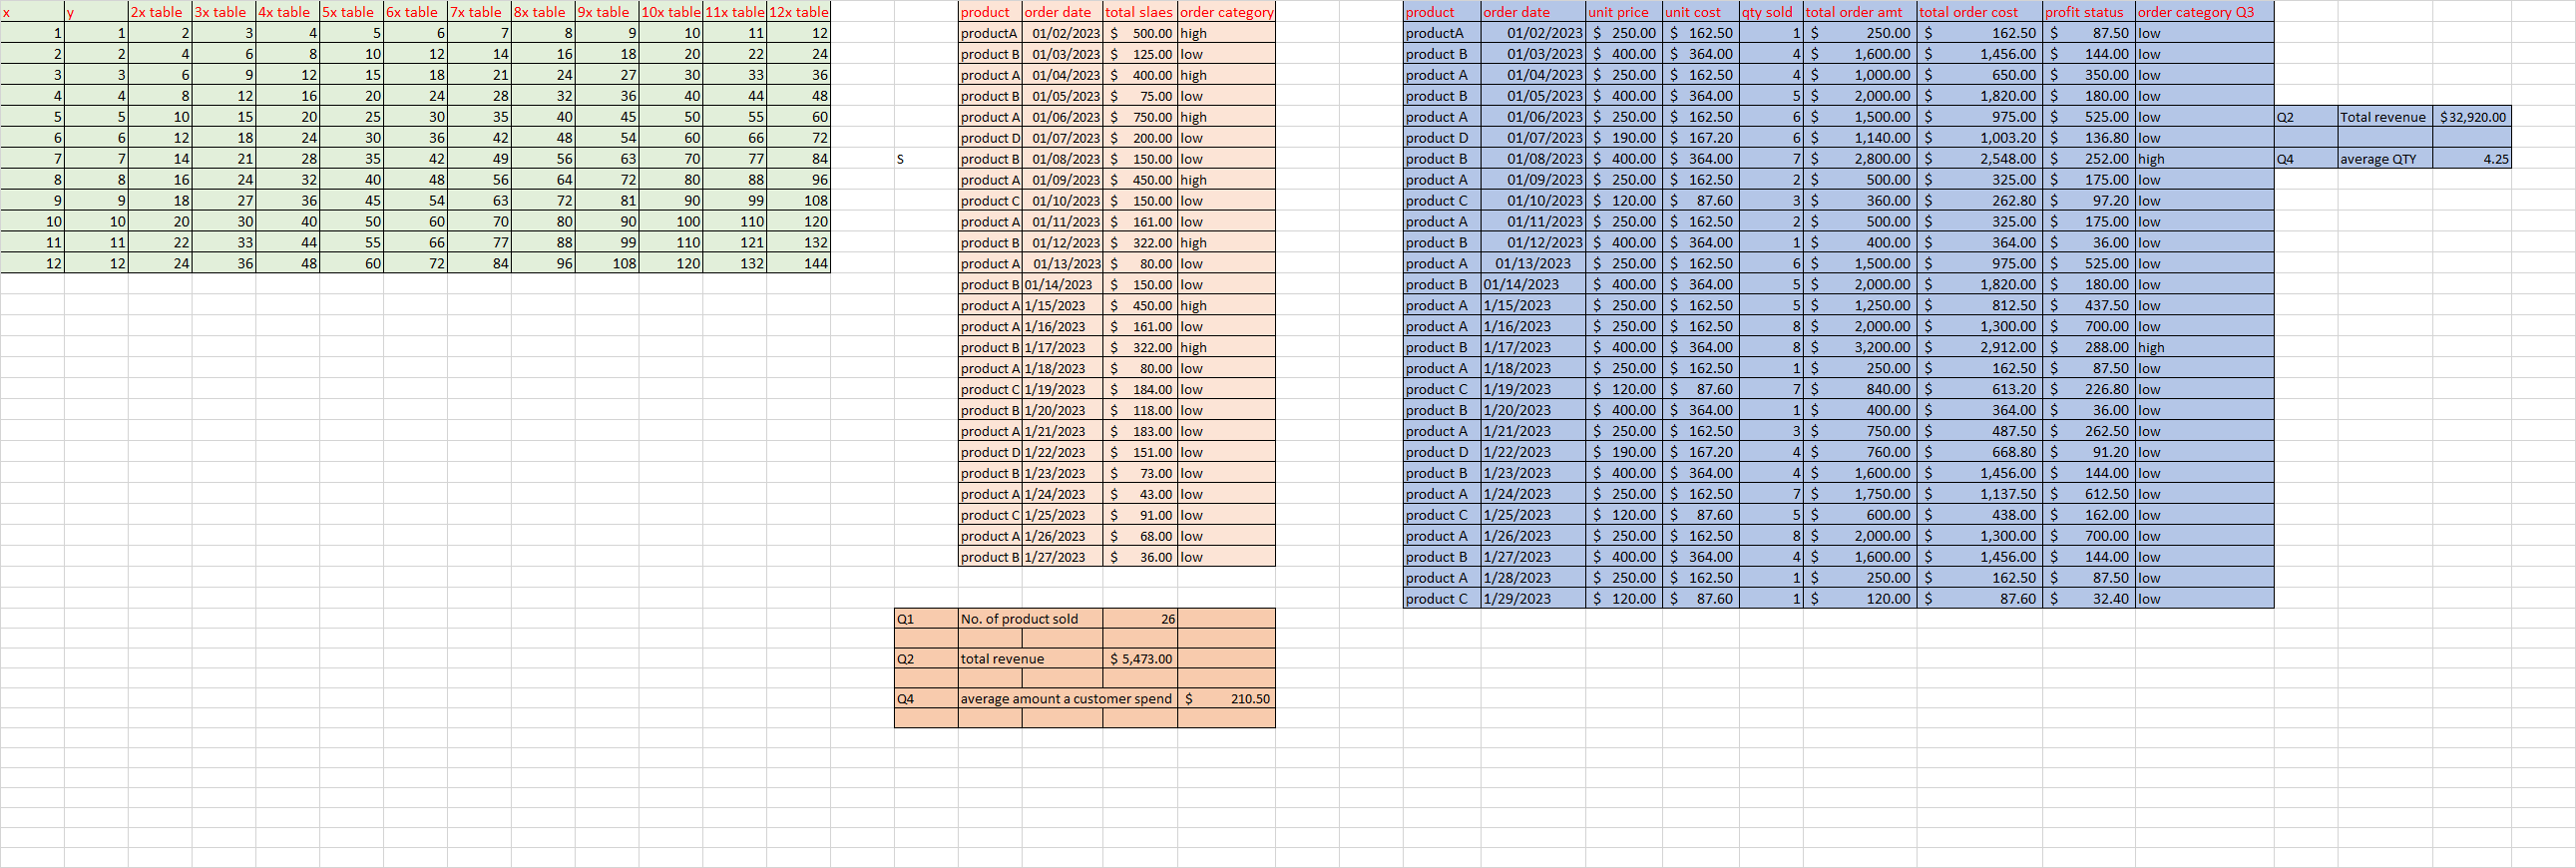 x y 2x table 3x table 4x table 5x table 6x table 7x table 8x table 9x table 10x table 11x table 12x table
1 1 2 3 4 5 6 7 8 9 10 11 12
2 2 4 6 8 10 12 14 16 18 20 22 24
3 3 6 9 12 15 18 21 24 27 30 33 36
4 4 8 12 16 20 24 28 32 36 40 44 48
5 5 10 15 20 25 30 35 40 45 50 55 60
6 6 12 18 24 30 36 42 48 54 60 66 72
7 7 14 21 28 35 42 49 56 63 70 77 84
8 8 16 24 32 40 48 56 64 72 80 88 96
9 9 18 27 36 45 54 63 72 81 90 99 108
10 10 20 30 40 50 60 70 80 90 100 110 120
11 11 22 33 44 55 66 77 88 99 110 121 132
12 12 24 36 48 60 72 84 96 108 120 132 144
S
product order date total slaes order category
productA 01/02/2023 $ 500.00 high
product B 01/03/2023 $ 125.00 low
product A 01/04/2023 $ 400.00 high
product B 01/05/2023 $ 75.00 low
product A 01/06/2023 $ 750.00 high
product D 01/07/2023 $ 200.00 low
product B 01/08/2023 $ 150.00 low
product A 01/09/2023 $ 450.00 high
product C 01/10/2023 $ 150.00 low
product A 01/11/2023 $ 161.00 low
product B 01/12/2023 $ 322.00 high
product A 01/13/2023 $ 80.00 low
product B 01/14/2023 $ 150.00 low
product A 1/15/2023 $ 450.00 high
product A 1/16/2023 $ 161.00 low
product B 1/17/2023 $ 322.00 high
product A 1/18/2023 $ 80.00 low
product C 1/19/2023 $ 184.00 low
product B 1/20/2023 $ 118.00 low
product A 1/21/2023 $ 183.00 low
product D 1/22/2023 $ 151.00 low
product B 1/23/2023 $ 73.00 low
product A 1/24/2023 $ 43.00 low
product C 1/25/2023 $ 91.00 low
product A 1/26/2023 $ 68.00 low
product B 1/27/2023 $ 36.00 low
Q1 No. of product sold 26
Q2 total revenue $ 5,473.00
Q4 average amount a customer spend $ 210.50
product order date unit price unit cost qty sold total order amt total order cost profit status order category Q3
productA 01/02/2023 $ 250.00 $ 162.50 1 $ 250.00 $ 162.50 $ 87.50 low
product B 01/03/2023 $ 400.00 $ 364.00 4 $ 1,600.00 $ 1,456.00 $ 144.00 low
product A 01/04/2023 $ 250.00 $ 162.50 4 $ 1,000.00 $ 650.00 $ 350.00 low
product B 01/05/2023 $ 400.00 $ 364.00 5 $ 2,000.00 $ 1,820.00 $ 180.00 low
product A 01/06/2023 $ 250.00 $ 162.50 6 $ 1,500.00 $ 975.00 $ 525.00 low
product D 01/07/2023 $ 190.00 $ 167.20 6 $ 1,140.00 $ 1,003.20 $ 136.80 low
product B 01/08/2023 $ 400.00 $ 364.00 7 $ 2,800.00 $ 2,548.00 $ 252.00 high
product A 01/09/2023 $ 250.00 $ 162.50 2 $ 500.00 $ 325.00 $ 175.00 low
product C 01/10/2023 $ 120.00 $ 87.60 3 $ 360.00 $ 262.80 $ 97.20 low
product A 01/11/2023 $ 250.00 $ 162.50 2 $ 500.00 $ 325.00 $ 175.00 low
product B 01/12/2023 $ 400.00 $ 364.00 1 $ 400.00 $ 364.00 $ 36.00 low
product A 01/13/2023 $ 250.00 $ 162.50 6 $ 1,500.00 $ 975.00 $ 525.00 low
product B 01/14/2023 $ 400.00 $ 364.00 5 $ 2,000.00 $ 1,820.00 $ 180.00 low
product A 1/15/2023 $ 250.00 $ 162.50 5 $ 1,250.00 $ 812.50 $ 437.50 low
product A 1/16/2023 $ 250.00 $ 162.50 8 $ 2,000.00 $ 1,300.00 $ 700.00 low
product B 1/17/2023 $ 400.00 $ 364.00 8 $ 3,200.00 $ 2,912.00 $ 288.00 high
product A 1/18/2023 $ 250.00 $ 162.50 1 $ 250.00 $ 162.50 $ 87.50 low
product C 1/19/2023 $ 120.00 $ 87.60 7 $ 840.00 $ 613.20 $ 226.80 low
product B 1/20/2023 $ 400.00 $ 364.00 1 $ 400.00 $ 364.00 $ 36.00 low
product A 1/21/2023 $ 250.00 $ 162.50 3 $ 750.00 $ 487.50 $ 262.50 low
product D 1/22/2023 $ 190.00 $ 167.20 4 $ 760.00 $ 668.80 $ 91.20 low
product B 1/23/2023 $ 400.00 $ 364.00 4 $ 1,600.00 $ 1,456.00 $ 144.00 low
product A 1/24/2023 $ 250.00 $ 162.50 7 $ 1,750.00 $ 1,137.50 $ 612.50 low
product C 1/25/2023 $ 120.00 $ 87.60 5 $ 600.00 $ 438.00 $ 162.00 low
product A 1/26/2023 $ 250.00 $ 162.50 8 $ 2,000.00 $ 1,300.00 $ 700.00 low
product B 1/27/2023 $ 400.00 $ 364.00 4 $ 1,600.00 $ 1,456.00 $ 144.00 low
product A 1/28/2023 $ 250.00 $ 162.50 1 $ 250.00 $ 162.50 $ 87.50 low
product C 1/29/2023 $ 120.00 $ 87.60 1 $ 120.00 $ 87.60 $ 32.40 low
Q2 Total revenue $32,920.00
Q4 average QTY 4.25